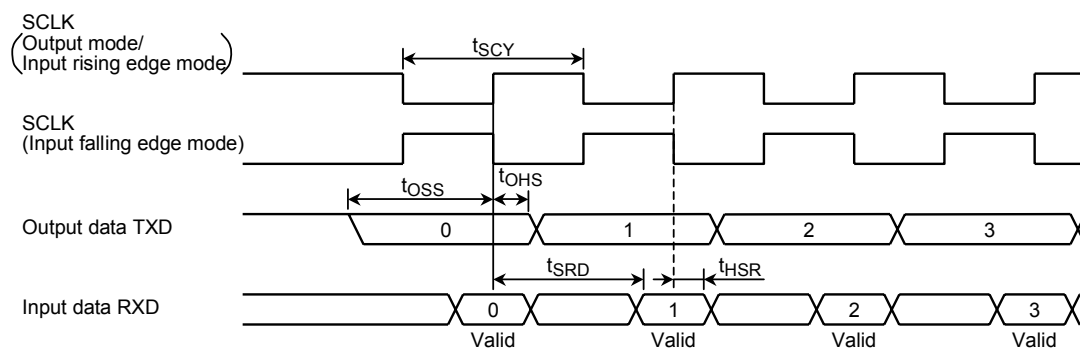 SCLK
(Output mode/
Input rising edge mode)
tSCY
SCLK
(Input falling edge mode)
tOSS
tOHS
Output data TXD
0
1
2
3
tSRD
tHSR
Input data RXD
0
1
2
3
Valid
Valid
Valid
Valid